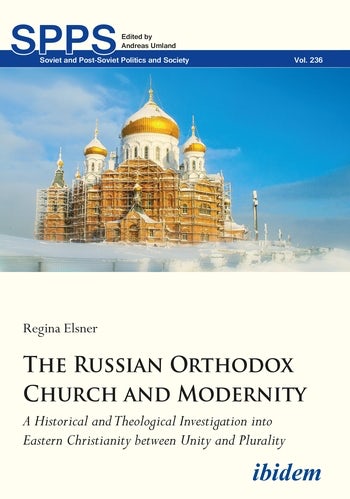 SPPS
Edited by
Andreas Umland
Soviet and Post-Soviet Politics and Society
Vol. 236
Regina Elsner
THE RUSSIAN ORTHODOX
CHURCH AND MODERNITY
A Historical and Theological Investigation into
Eastern Christianity between Unity and Plurality
ibidem